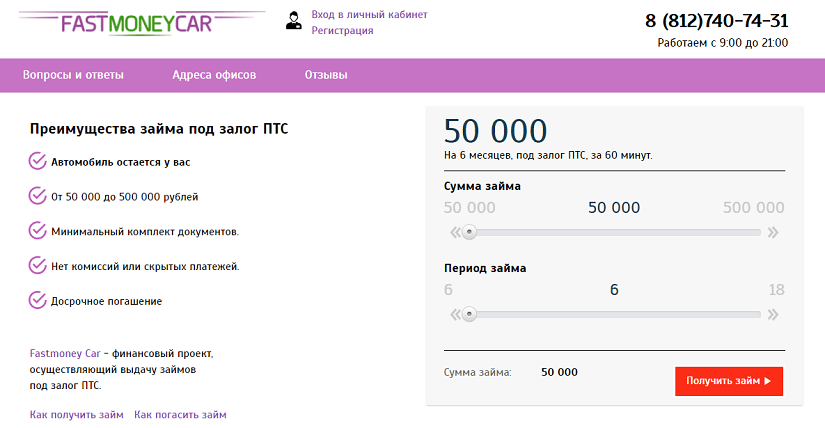 FASTMONEYCAR
Вход в личный кабинет
Регистрация
8 (812)740-74-31
Работаем с 9:00 до 21:00
Вопросы и ответы
Адреса офисов
Отзывы
Преимущества займа под залог ПТС
Автомобиль остается у вас
От 50 000 до 500 000 рублей
Минимальный комплект документов.
Нет комиссий или скрытых платежей.
Досрочное погашение
Fastmoney Car - финансовый проект,
осуществляющий выдачу займов
под залог ПТС.
Как получить займ Как погасить займ
50 000
На 6 месяцев, под залог ПТС, за 60 минут.
Сумма займа
50 000 50 000 500 000
Период займа
6 6 18
Сумма займа: 50 000
Получить займ